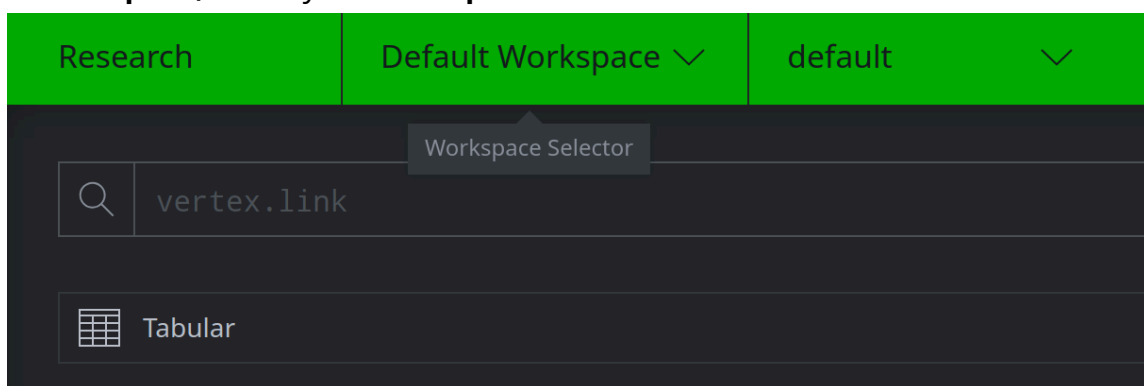 Research Default Workspace default
Workspace Selector
vertex.link
Tabular